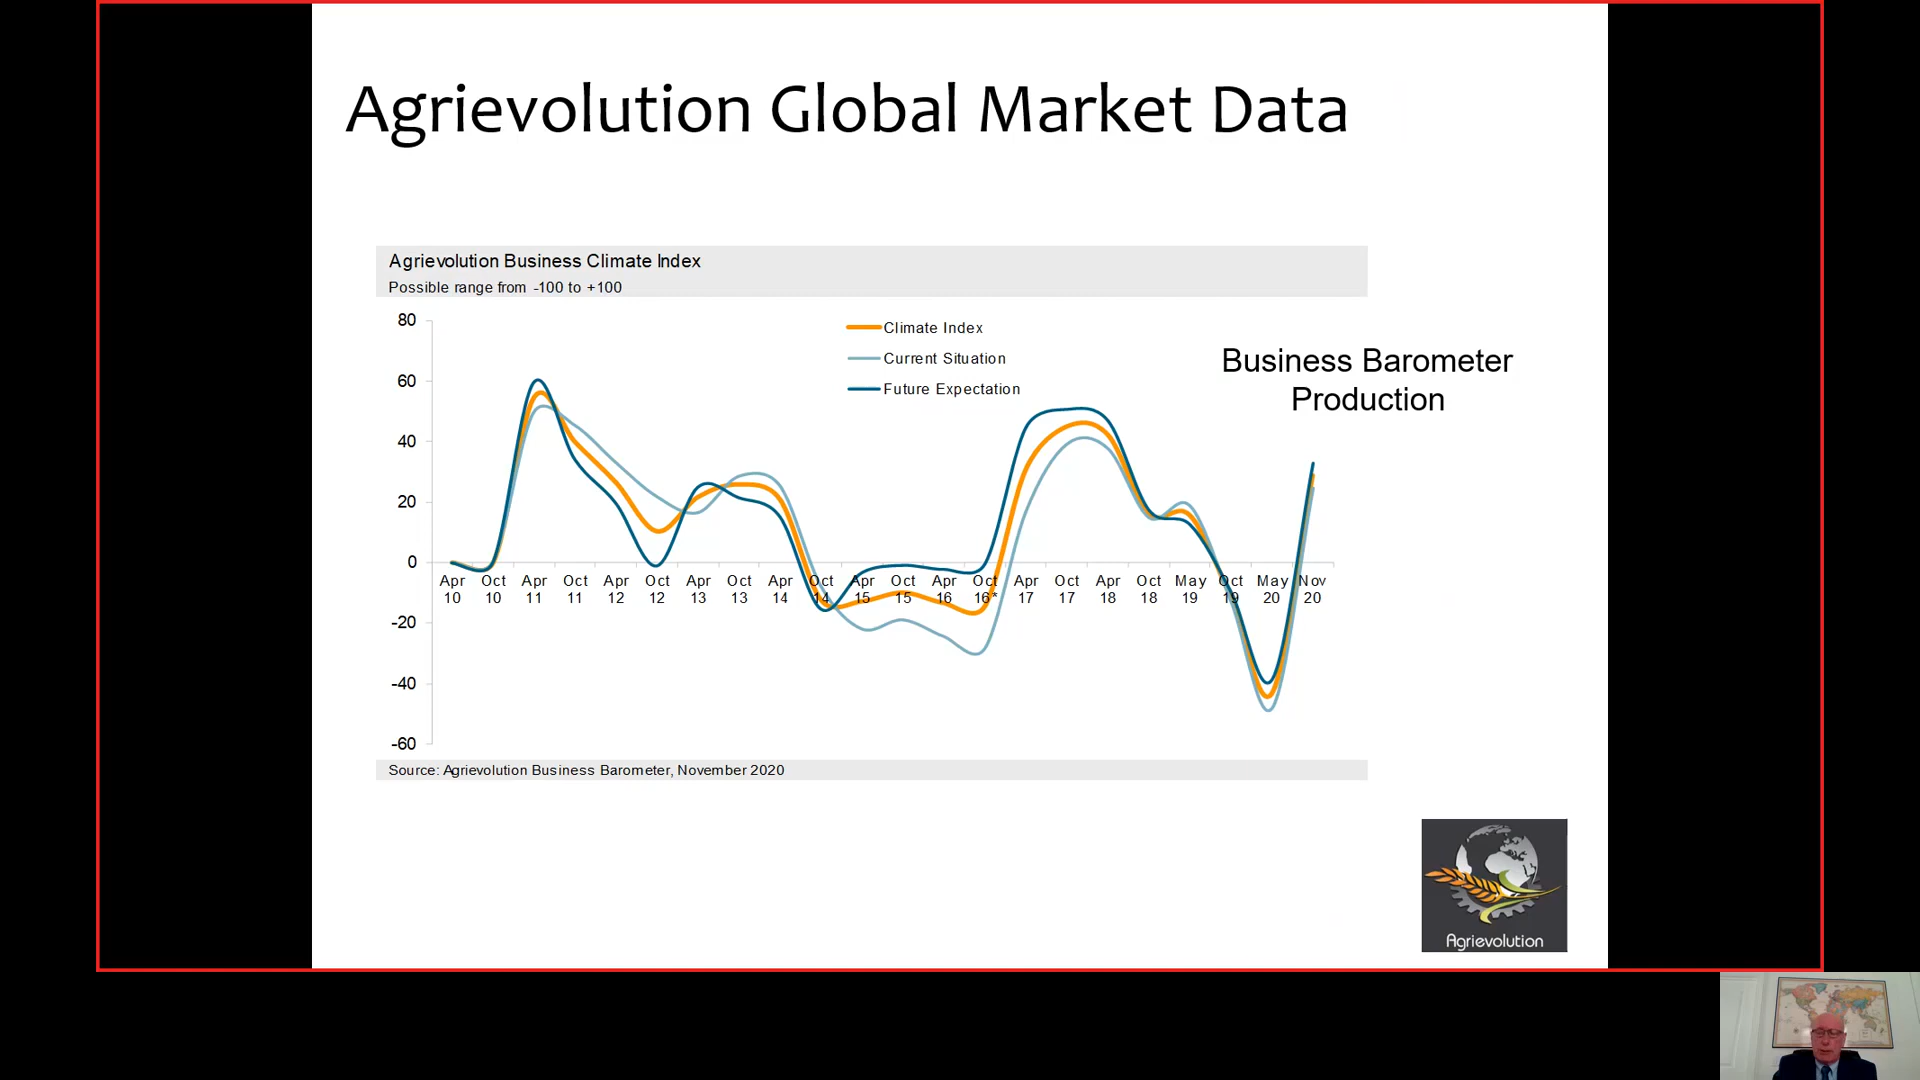 Agrievolution Global Market Data
Agrievolution Business Climate Index
Possible range from -100 to +100
Climate Index
Current Situation
Future Expectation
Business Barometer
Production
80
60
40
20
0
-20
-40
-60
Apr Oct Apr Oct Apr Oct Apr Oct Apr Oct Apr Oct Apr Oct Apr Oct Apr Oct May Oct May Nov
10 10 11 11 12 12 13 13 14 14 15 15 16 16* 17 17 18 18 19 19 20 20
Source: Agrievolution Business Barometer, November 2020
Agrievolution